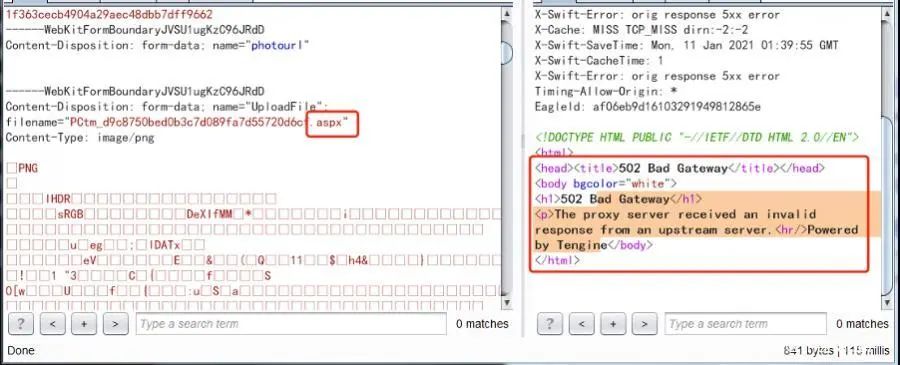 1f363cecb4904a29aec48dbb7dff9662
------WebKitFormBoundaryJVSU1ugKzC96JRdD
Content-Disposition: form-data; name="photourl"
------WebKitFormBoundaryJVSU1ugKzC96JRdD
Content-Disposition: form-data; name="UploadFile";
filename="PCtm_d9c8750bed0b3c7d089fa7d55720d6cf.aspx"
Content-Type: image/png
PNG
IHDR
sRGB DeXIfMM * i
u eg ; IDATx
eV E & ( Q 11 $ h4& }
! 1 "3 C { f S
O[w U f { :u S a
? < + > Type a search term 0 matches
Done
X-Swift-Error: orig response 5xx error
X-Cache: MISS TCP_MISS dirn:-2:-2
X-Swift-SaveTime: Mon, 11 Jan 2021 01:39:55 GMT
X-Swift-CacheTime: 1
X-Swift-Error: orig response 5xx error
Timing-Allow-Origin: *
EagleId: af06eb9d16103291949812865e
<!DOCTYPE HTML PUBLIC "-//IETF//DTD HTML 2.0//EN">
<html>
<head><title>502 Bad Gateway</title></head>
<body bgcolor="white">
<h1>502 Bad Gateway</h1>
<p>The proxy server received an invalid
response from an upstream server.<hr/>Powered
by Tengine</body>
</html>
? < + > Type a search term 0 matches
841 bytes | 115 millis